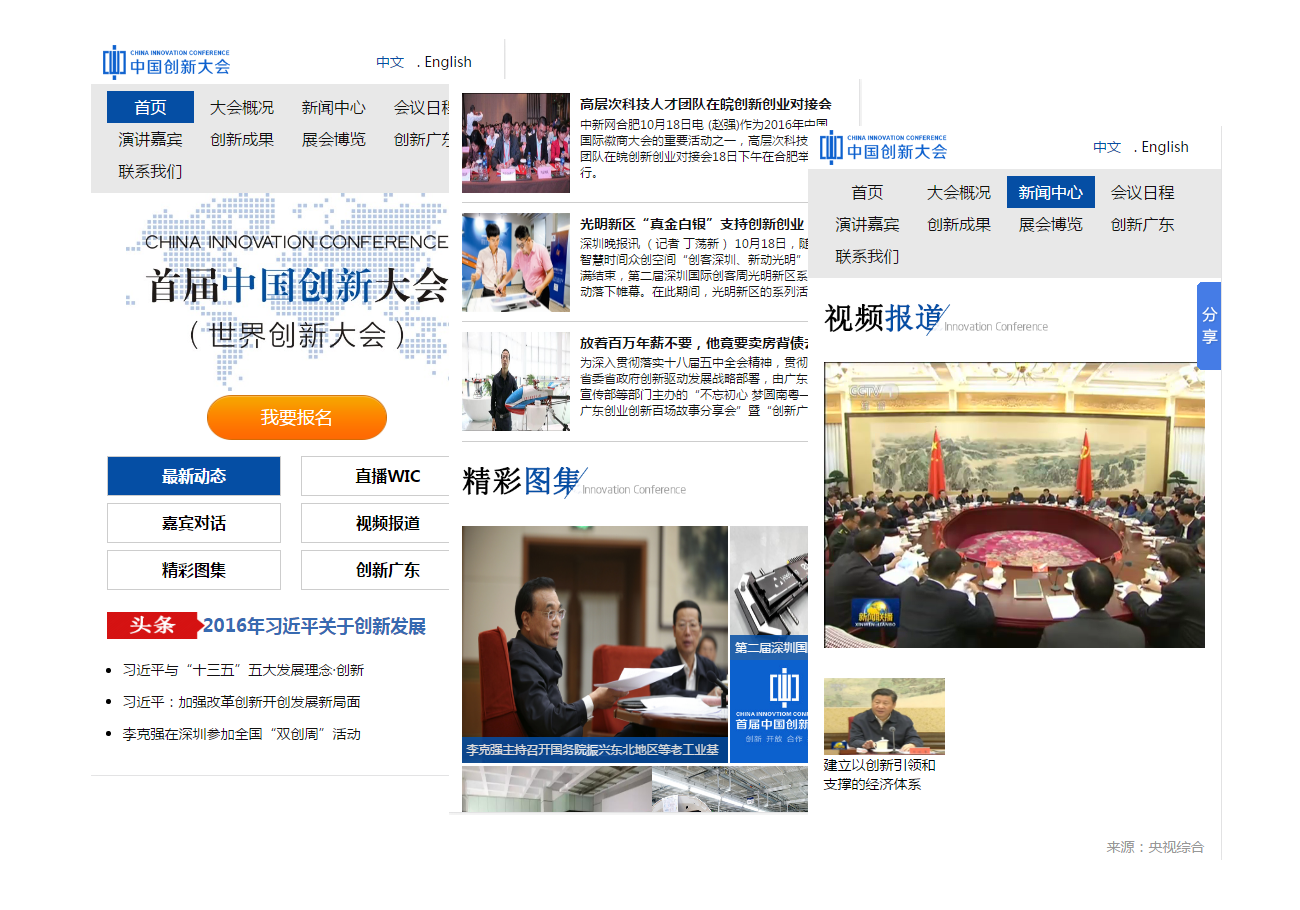 CHINA INNOVATION CONFERENCE
中国创新大会
中文 . English
首页 大会概况 新闻中心 会议日程
演讲嘉宾 创新成果 展会博览 创新广东
联系我们
CHINA INNOVATION CONFERENCE
首届中国创新大会
（世界创新大会）
我要报名
最新动态 直播WIC
嘉宾对话 视频报道
精彩图集 创新广东
头条 2016年习近平关于创新发展
习近平与“十三五”五大发展理念·创新
习近平：加强改革创新开创发展新局面
李克强在深圳参加全国“双创周”活动
高层次科技人才团队在皖创新创业对接会
中新网合肥10月18日电 (赵强)作为2016年中国
国际徽商大会的重要活动之一，高层次科技
团队在皖创新创业对接会18日下午在合肥举
行。
光明新区“真金白银”支持创新创业
深圳晚报讯（记者 丁荡新）10月18日，随
智慧时间众创空间“创客深圳、新动光明”
满结束，第二届深圳国际创客周光明新区系
动落下帷幕。在此期间，光明新区的系列活
放着百万年薪不要，他竟要卖房背债去
为深入贯彻落实十八届五中全会精神，贯彻
省委省政府创新驱动发展战略部署，由广东
宣传部等部门主办的“不忘初心 梦圆南粤—
广东创业创新百场故事分享会”暨“创新广
精彩图集 Innovation Conference
李克强主持召开国务院振兴东北地区等老工业基
第二届深圳国
CHINA INNOVTION CONF
首届中国创新
创新 开放 合作
CHINA INNOVATION CONFERENCE
中国创新大会
中文 . English
首页 大会概况 新闻中心 会议日程
演讲嘉宾 创新成果 展会博览 创新广东
联系我们
分享
视频报道 Innovation Conference
CCTV
新闻联播
XINWEN LIANBO
建立以创新引领和
支撑的经济体系
来源：央视综合